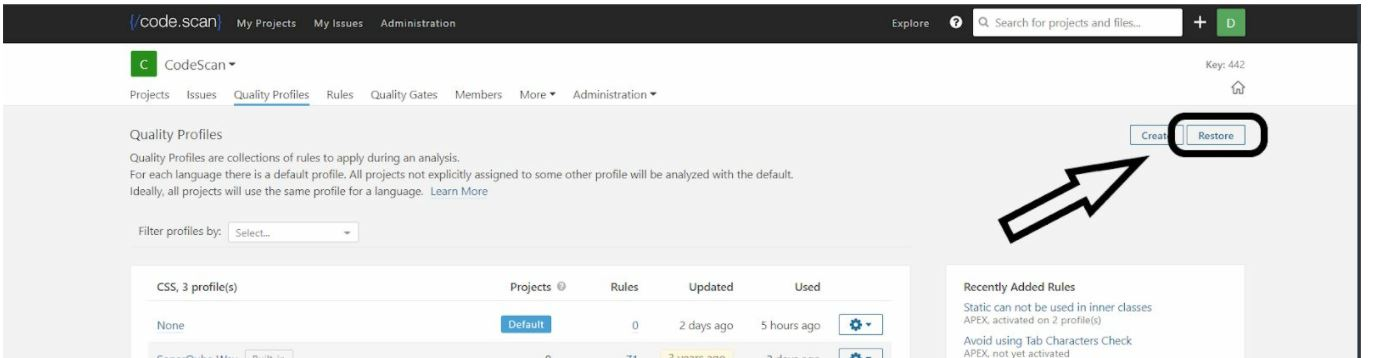 {/code.scan} My Projects My Issues Administration Explore ? Search for projects and files... + D
C CodeScan Key: 442
Projects Issues Quality Profiles Rules Quality Gates Members More Administration
Quality Profiles Create Restore
Quality Profiles are collections of rules to apply during an analysis.
For each language there is a default profile. All projects not explicitly assigned to some other profile will be analyzed with the default.
Ideally, all projects will use the same profile for a language. Learn More
Filter profiles by: Select...
CSS, 3 profile(s) Projects ? Rules Updated Used
None Default 0 2 days ago 5 hours ago
Recently Added Rules
Static can not be used in inner classes
APEX, activated on 2 profile(s)
Avoid using Tab Characters Check
APEX, not yet activated